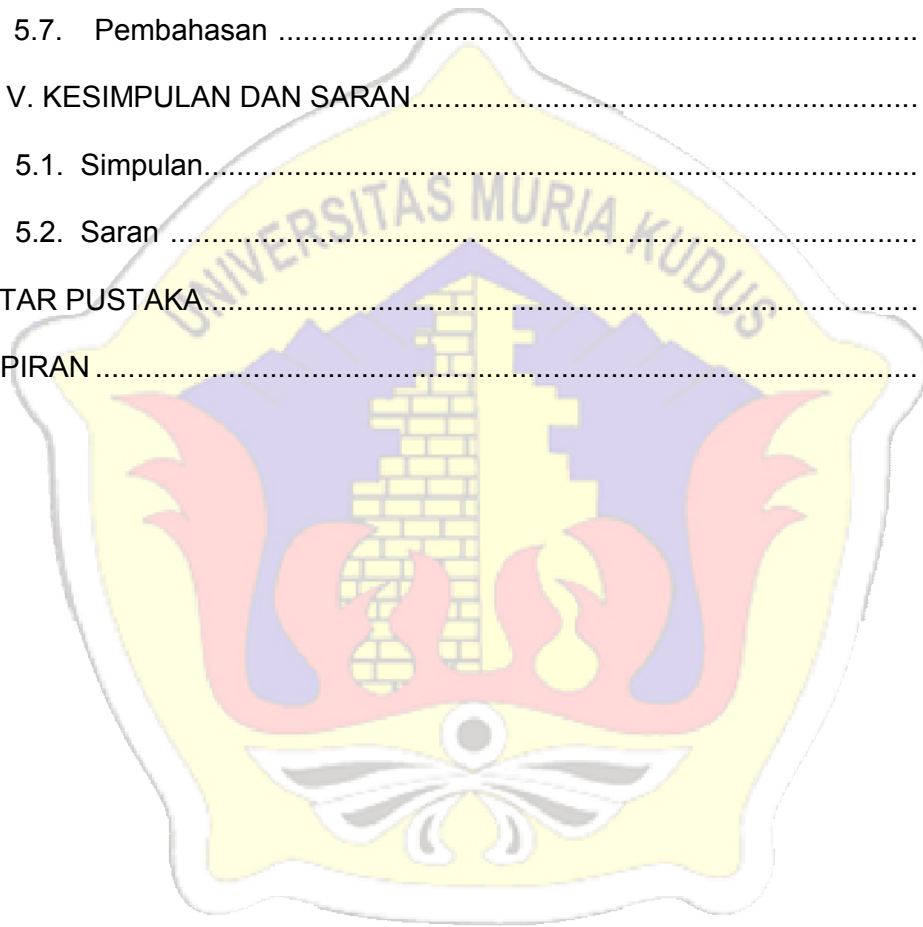 5.7. Pembahasan ..............................................................................
V. KESIMPULAN DAN SARAN..............................................................
5.1. Simpulan.......................................................................................
5.2. Saran ...........................................................................................
TAR PUSTAKA.......................................................................................
PIRAN ....................................................................................................
UNIVERSITAS MURIA KUDUS